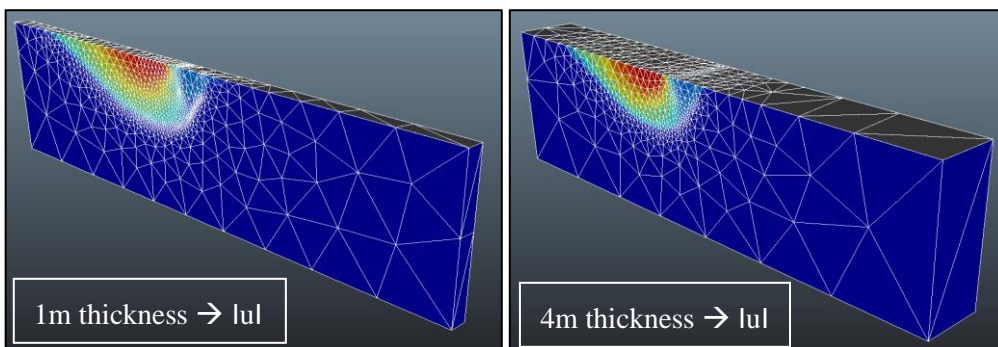 1m thickness → |u|
4m thickness → |u|